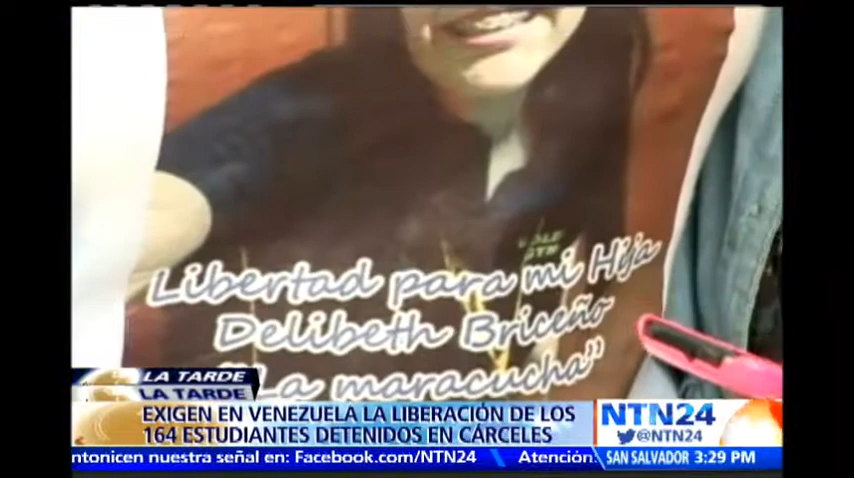 Libertad para mi Hija
Delibeth Briceño
"La maracucha"
LA TARDE
LA TARDE
EXIGEN EN VENEZUELA LA LIBERACIÓN DE LOS
164 ESTUDIANTES DETENIDOS EN CÁRCELES
NTN24
@NTN24
ntonicen nuestra señal en: Facebook.com/NTN24 Atención:
SAN SALVADOR 3:29 PM